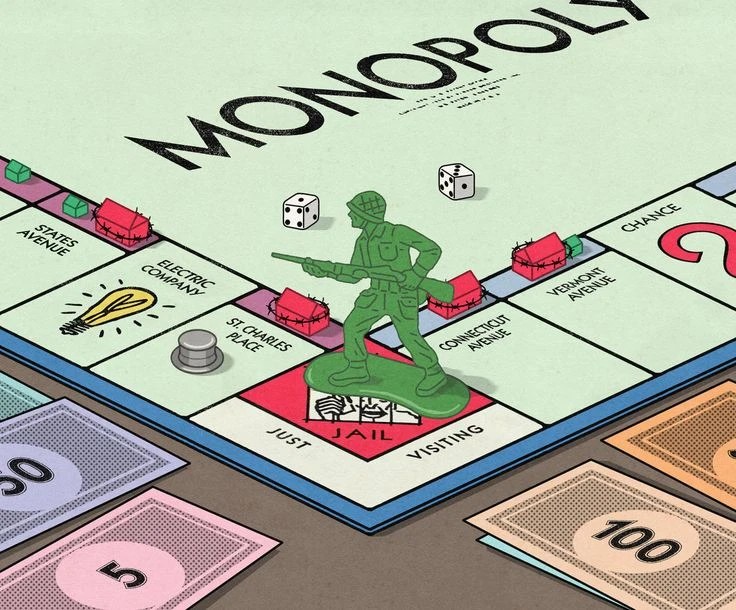 MONOPOLY
STATES
AVENUE
ELECTRIC
COMPANY
ST. CHARLES
PLACE
CONNECTICUT
AVENUE
VERMONT
AVENUE
CHANCE
?
JUST
JAIL
VISITING
50
5
100